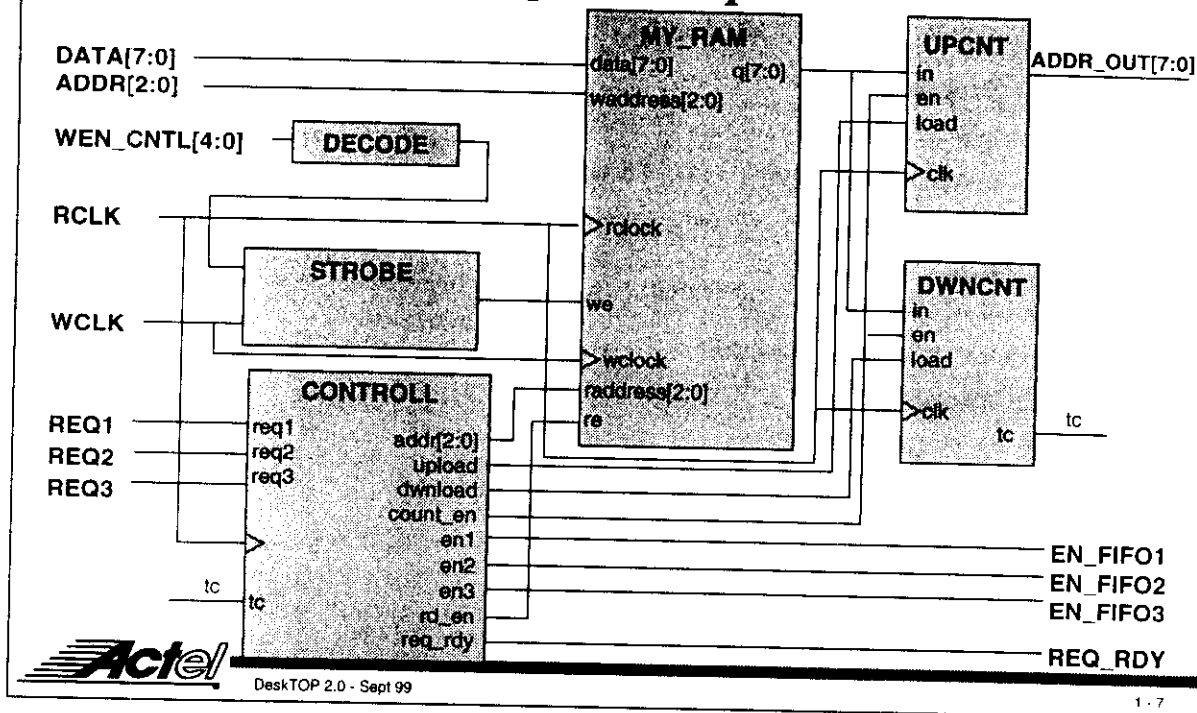 MY_RAM
UPCNT
DATA[7:0]
data[7:0]
q[7:0]
in
ADDR_OUT[7:0]
ADDR[2:0]
waddress[2:0]
en
load
WEN_CNTL[4:0]
DECODE
clk
RCLK
rclock
STROBE
DWNCNT
we
in
en
WCLK
wclock
load
CONTROLL
raddress[2:0]
clk
REQ1
req1
addr[2:0]
re
tc
tc
REQ2
req2
upload
REQ3
req3
dwnload
count_en
en1
EN_FIFO1
en2
EN_FIFO2
tc
tc
en3
EN_FIFO3
rd_en
req_rdy
REQ_RDY
Actel
DeskTOP 2.0 - Sept 99
1 - 7